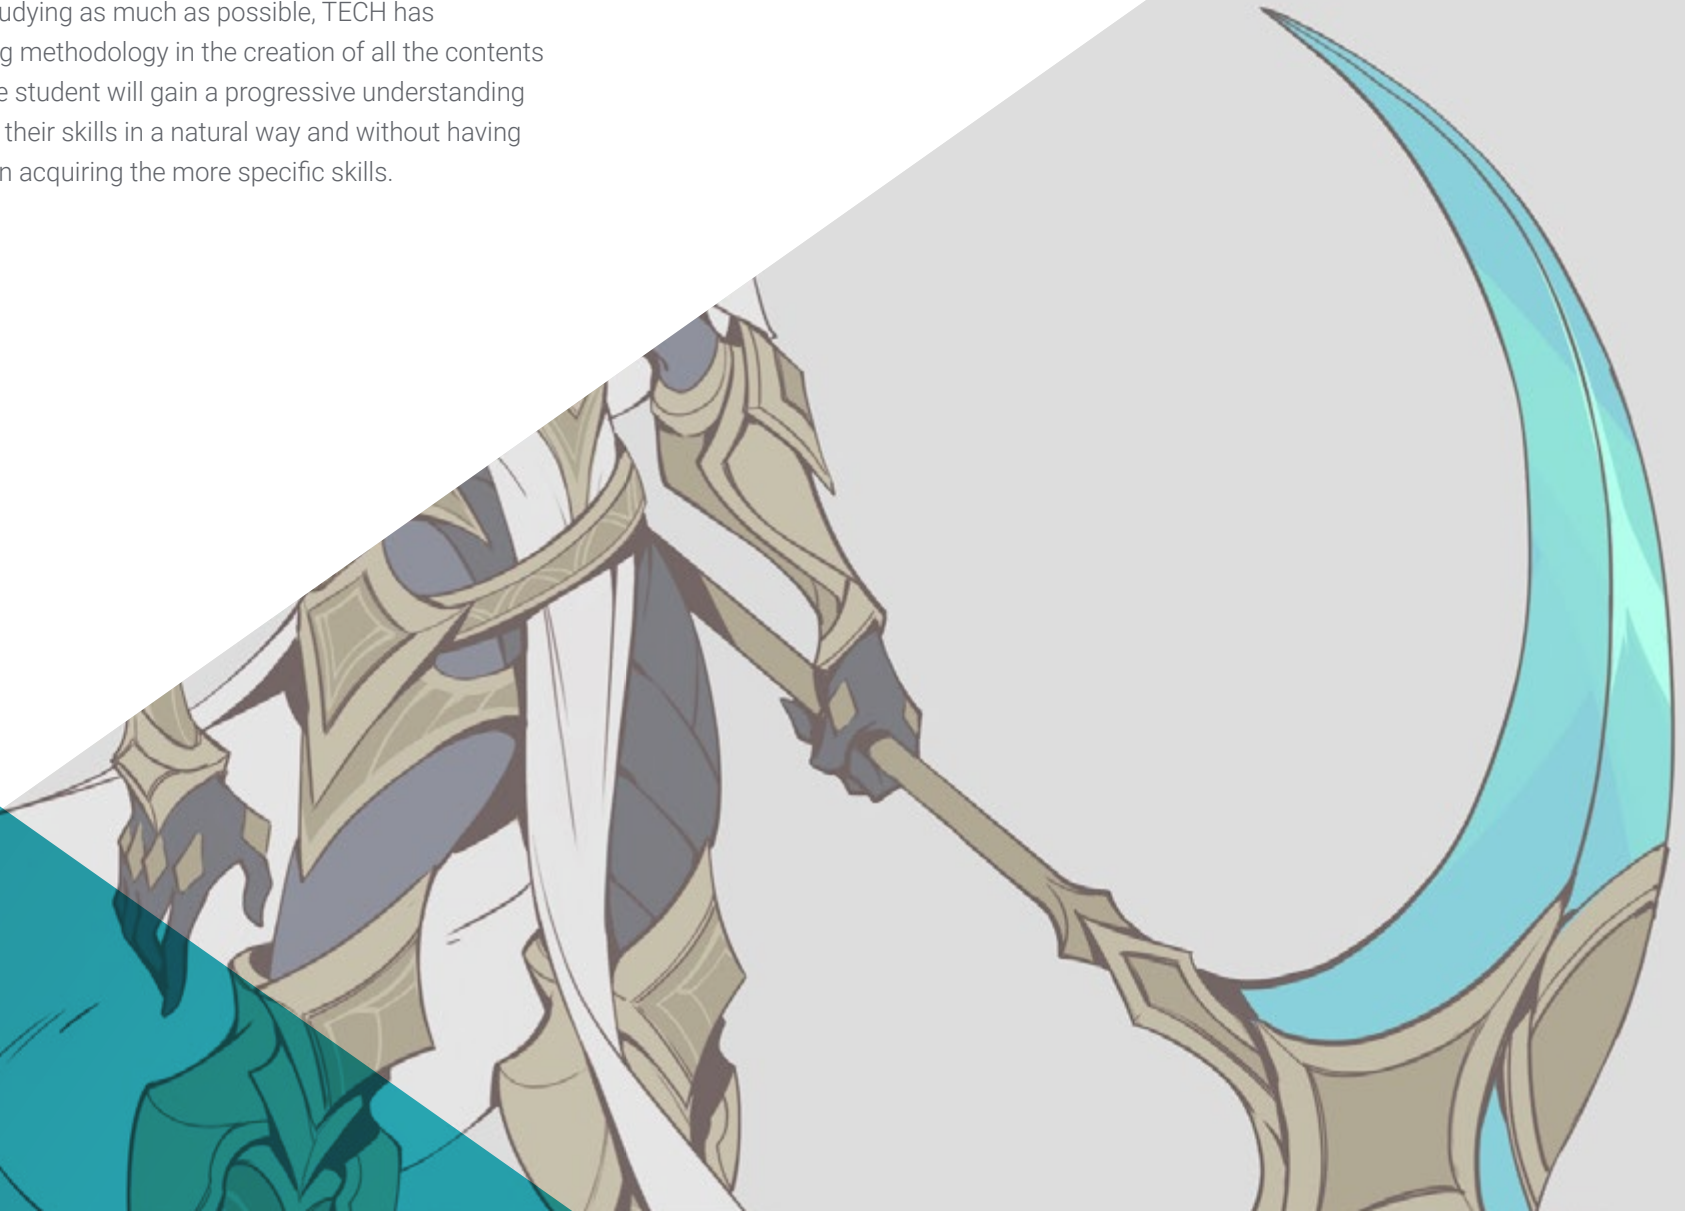 udying as much as possible, TECH has
g methodology in the creation of all the contents
e student will gain a progressive understanding
their skills in a natural way and without having
n acquiring the more specific skills.